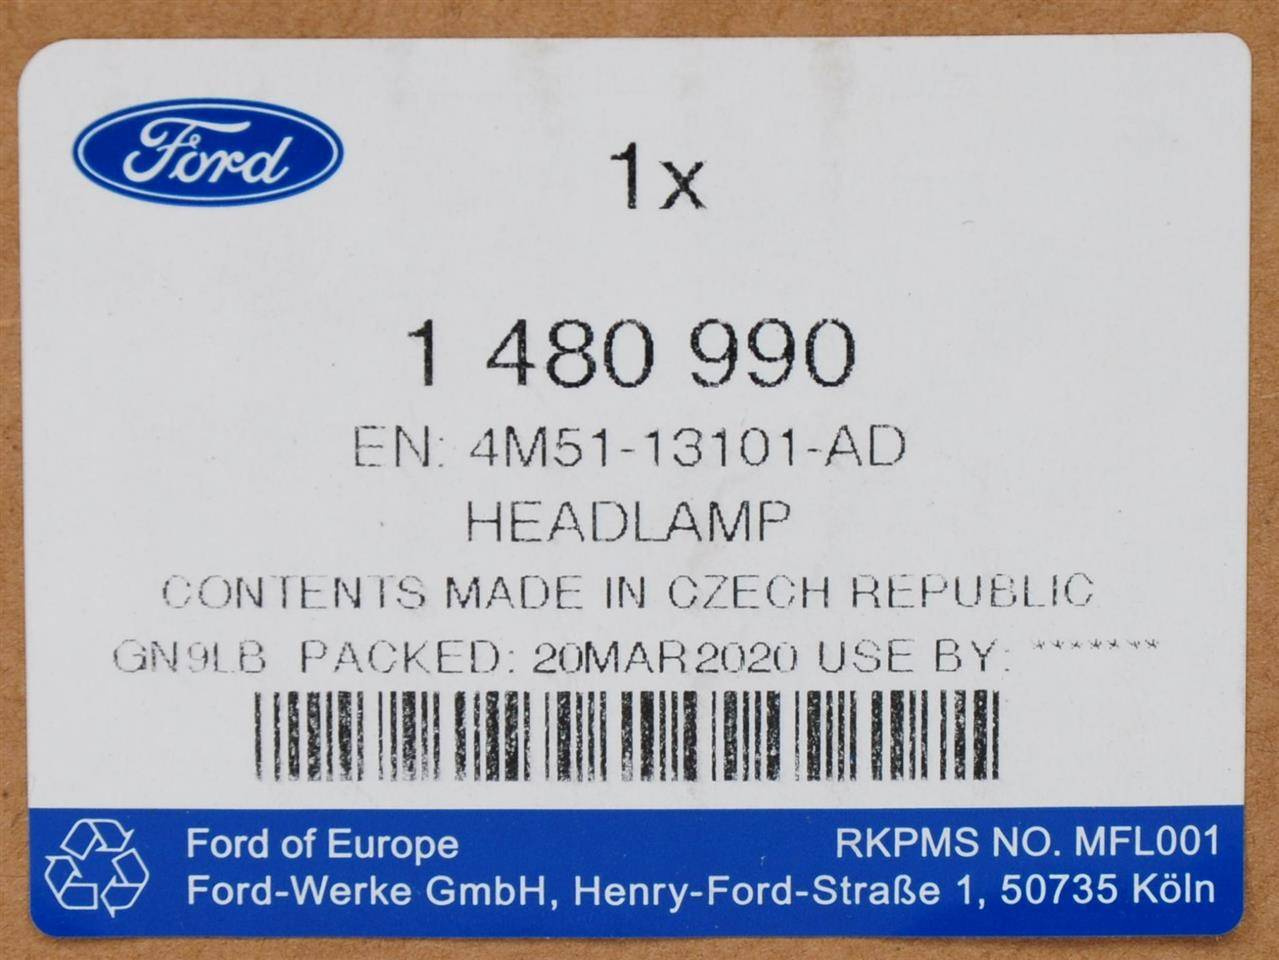 Ford
1x
1 480 990
EN: 4M51-13101-AD
HEADLAMP
CONTENTS MADE IN CZECH REPUBLIC
GN9LB PACKED: 20MAR2020 USE BY: *******
Ford of Europe
RKPMS NO. MFL001
Ford-Werke GmbH, Henry-Ford-Straße 1, 50735 Köln